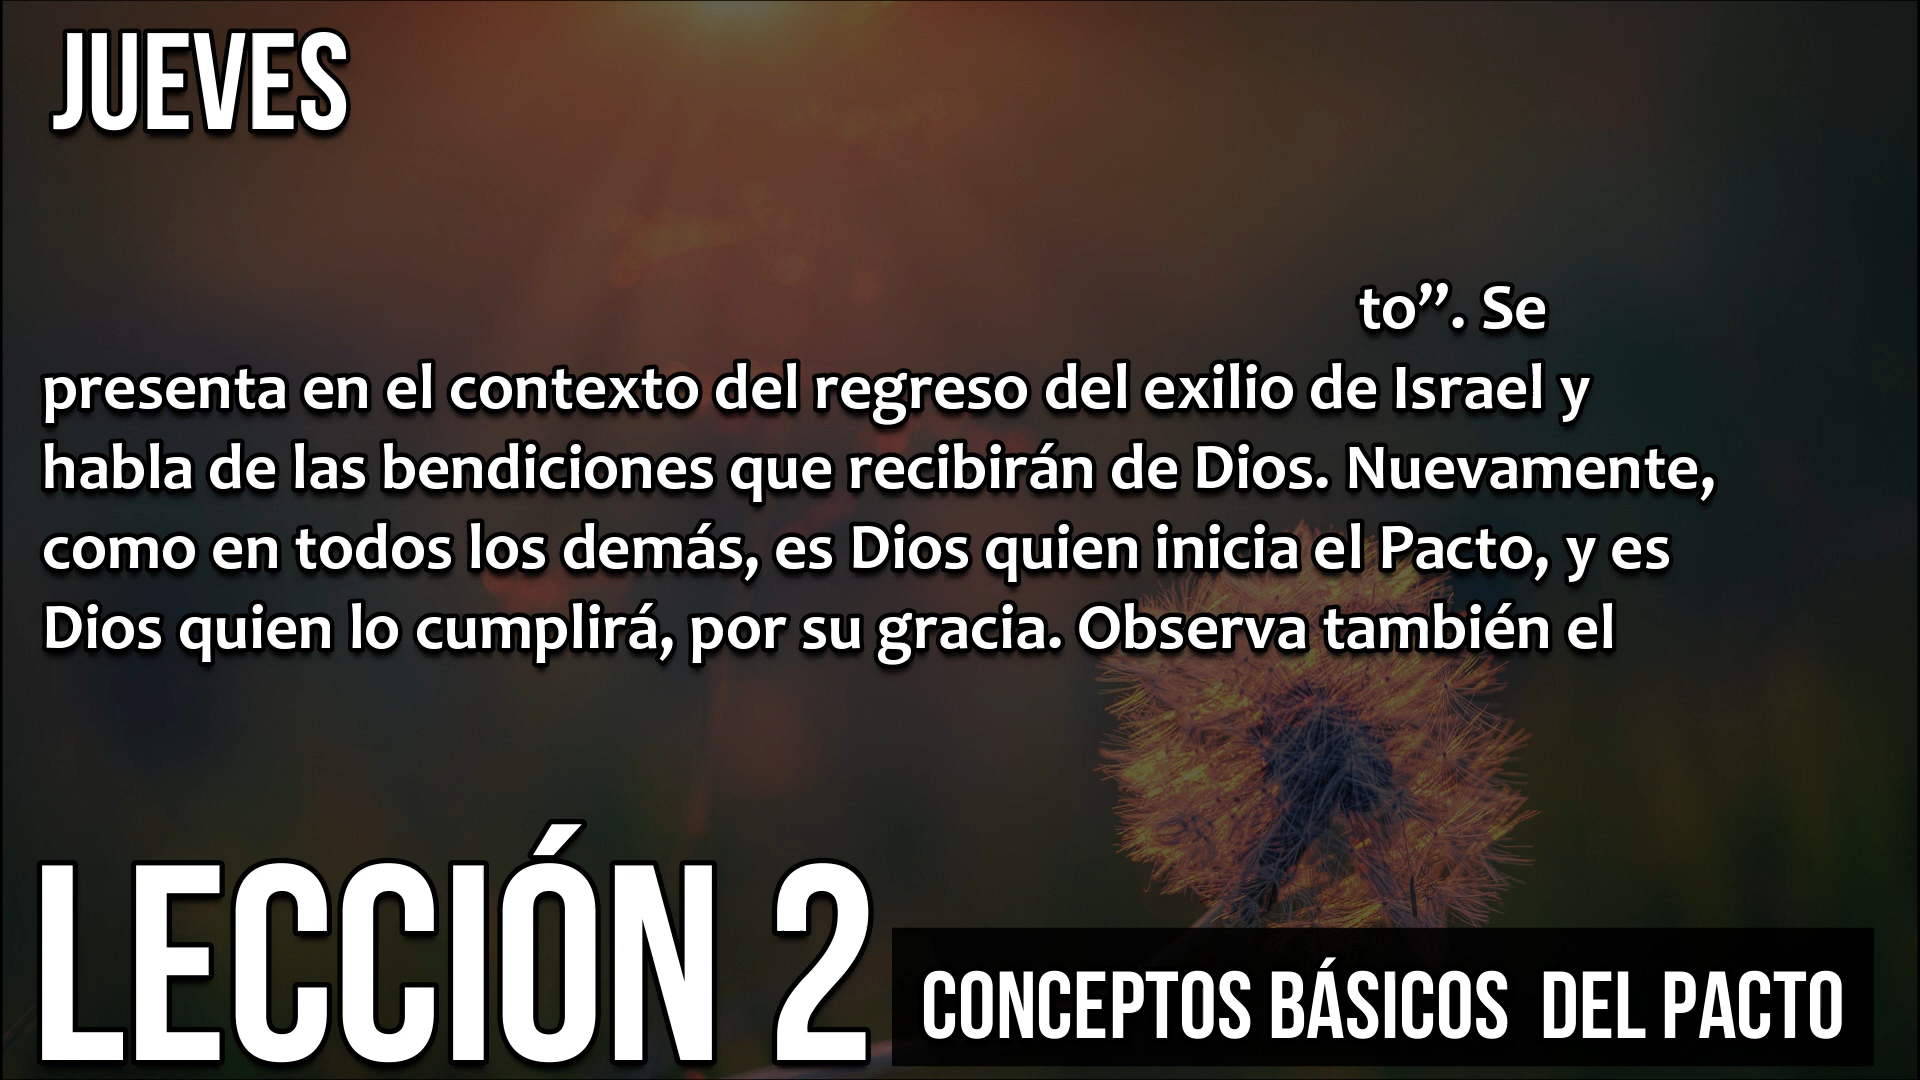 JUEVES
to”. Se
presenta en el contexto del regreso del exilio de Israel y
habla de las bendiciones que recibirán de Dios. Nuevamente,
como en todos los demás, es Dios quien inicia el Pacto, y es
Dios quien lo cumplirá, por su gracia. Observa también el
LECCIÓN 2
CONCEPTOS BÁSICOS DEL PACTO